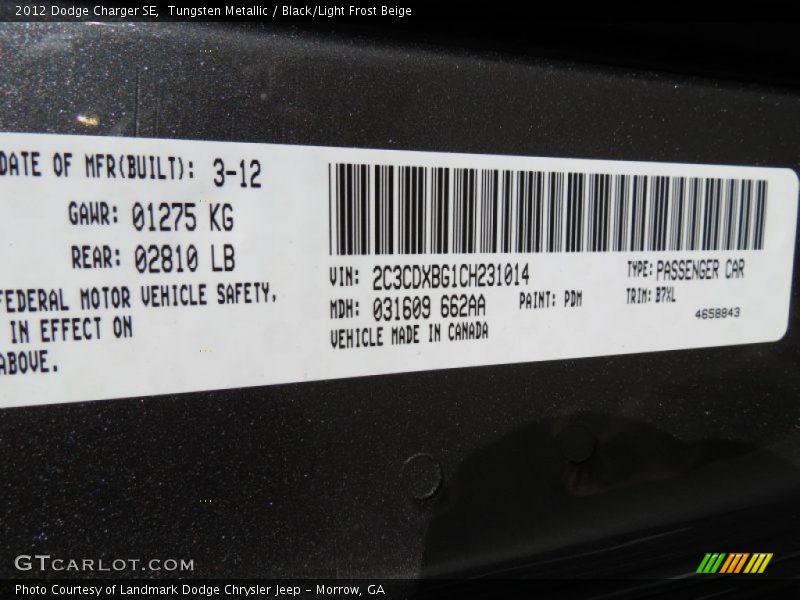 2012 Dodge Charger SE, Tungsten Metallic / Black/Light Frost Beige
DATE OF MFR(BUILT): 3-12
GAWR: 01275 KG
REAR: 02810 LB
FEDERAL MOTOR VEHICLE SAFETY,
IN EFFECT ON
ABOVE.
VIN: 2C3CDXBG1CH231014
TYPE: PASSENGER CAR
MDH: 031609 662AA
PAINT: PDM
TRIM: B7XL
VEHICLE MADE IN CANADA
4658843
GTCARLOT.COM
Photo Courtesy of Landmark Dodge Chrysler Jeep – Morrow, GA